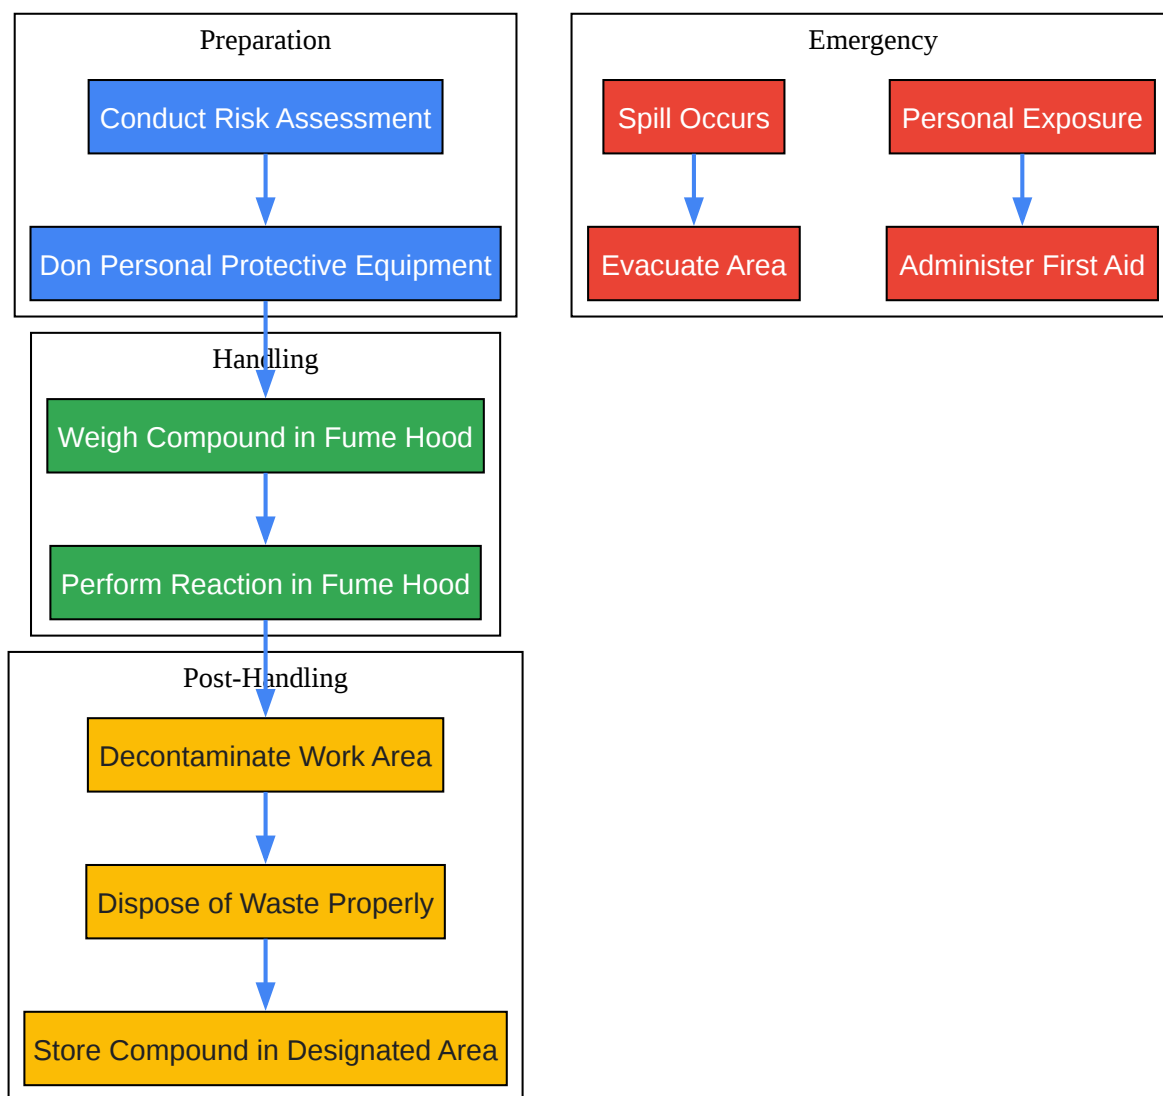 Preparation
Conduct Risk Assessment
Don Personal Protective Equipment
Handling
Weigh Compound in Fume Hood
Perform Reaction in Fume Hood
Post-Handling
Decontaminate Work Area
Dispose of Waste Properly
Store Compound in Designated Area
Emergency
Spill Occurs
Evacuate Area
Personal Exposure
Administer First Aid